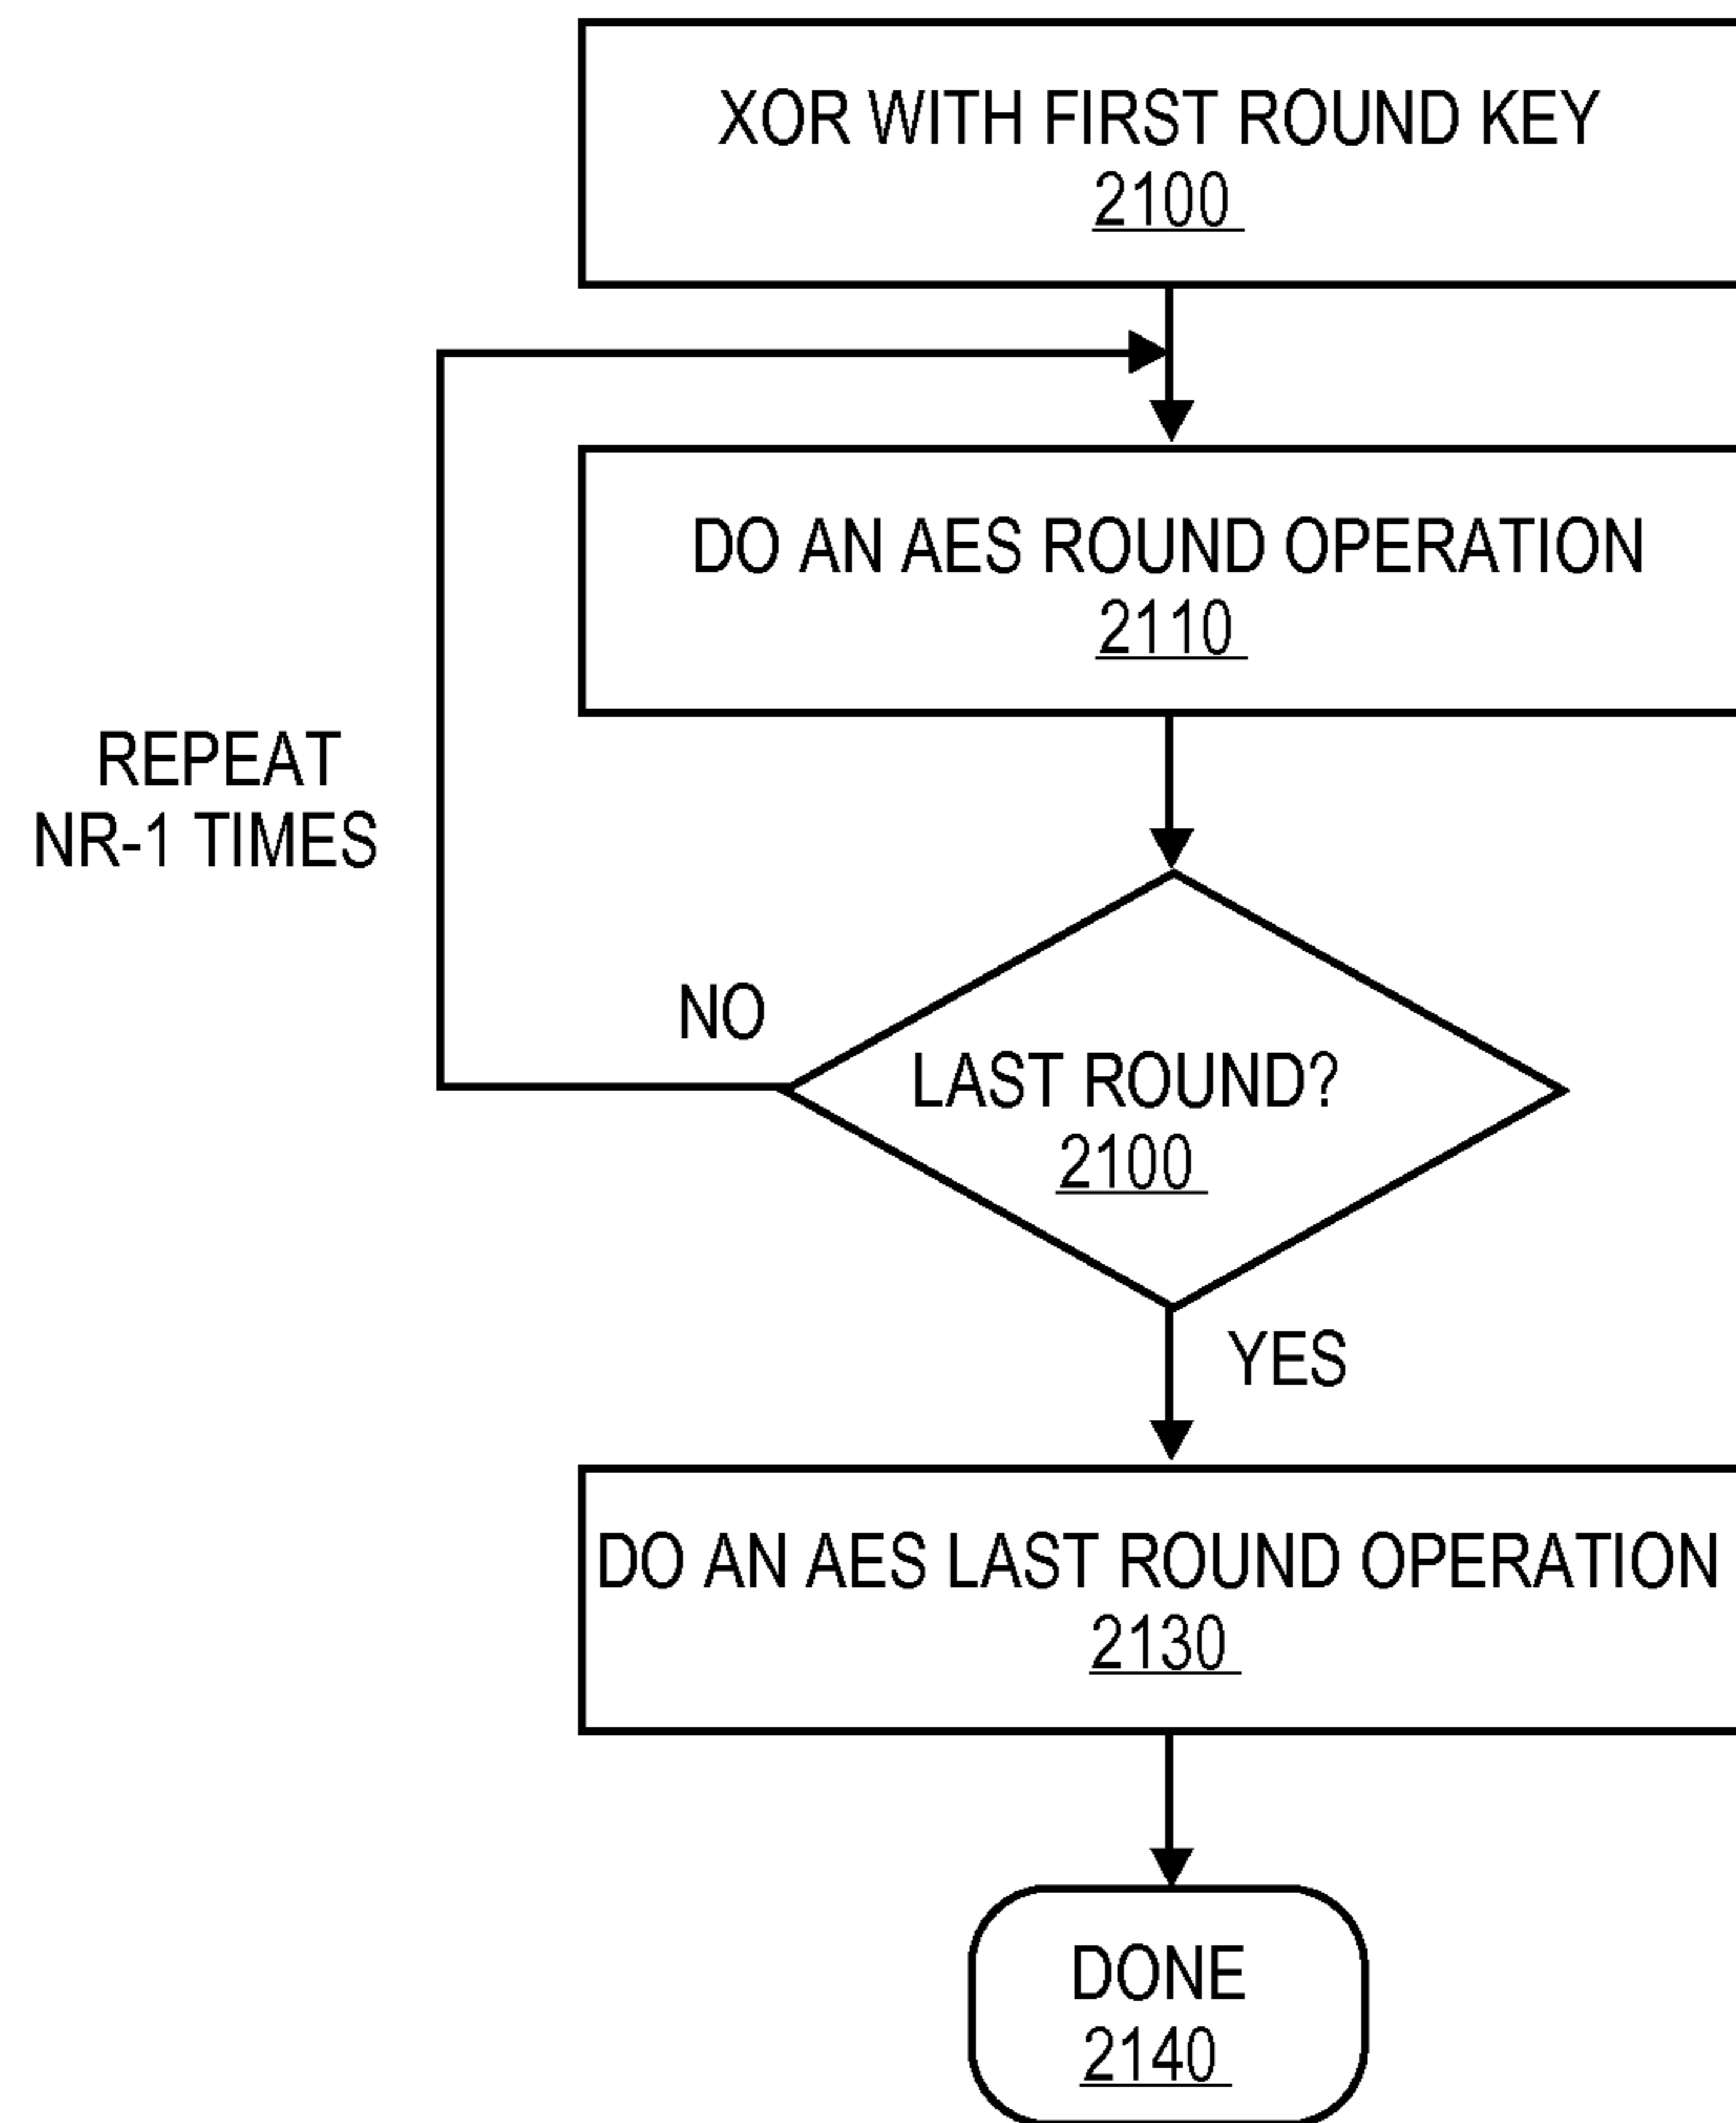 XOR WITH FIRST ROUND KEY
2100
DO AN AES ROUND OPERATION
2110
REPEAT
NR-1 TIMES
NO
LAST ROUND?
2100
YES
DO AN AES LAST ROUND OPERATION
2130
DONE
2140